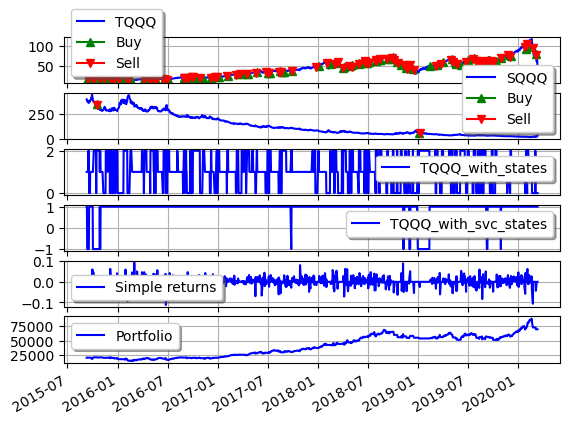 TQQQ
Buy
Sell
100
50
SQQQ
Buy
Sell
250
0
2
0
TQQQ_with_states
1
−1
TQQQ_with_svc_states
0.1
0.0
−0.1
Simple returns
75000
50000
25000
Portfolio
2015-07
2016-01
2016-07
2017-01
2017-07
2018-01
2018-07
2019-01
2019-07
2020-01